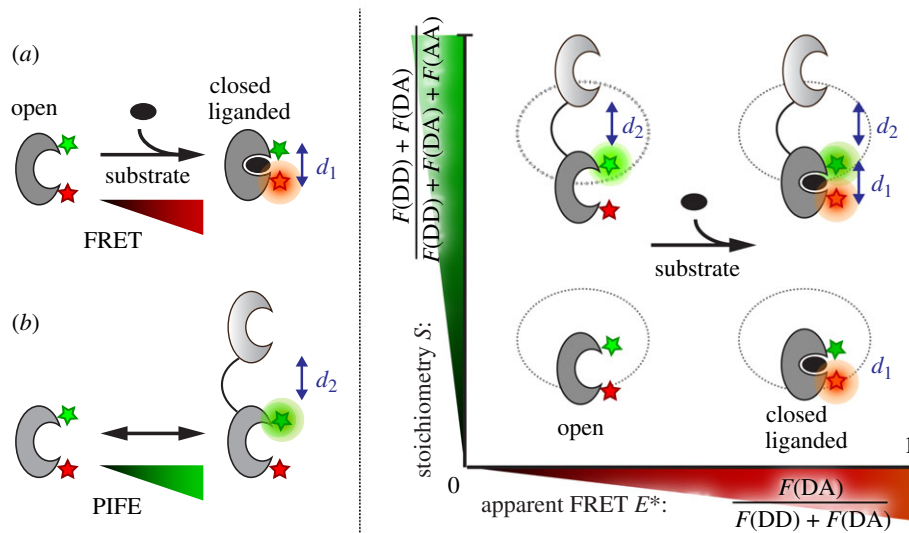 (a)
open
closed
liganded
substrate
d1
FRET
(b)
d2
PIFE
stoichiometry S:
F(DD) + F(DA)
F(DD) + F(DA) + F(AA)
d2
d2
d1
substrate
open
closed
liganded
d1
0
1
apparent FRET E*:
F(DA)
F(DD) + F(DA)